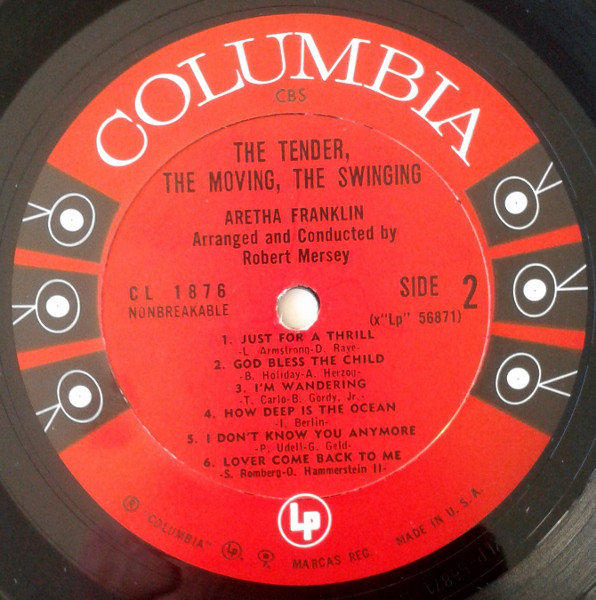 COLUMBIA
CBS
THE TENDER,
THE MOVING, THE SWINGING
ARETHA FRANKLIN
Arranged and Conducted by
Robert Mersey
CL 1876
NONBREAKABLE
SIDE 2
(x"Lp" 56871)
1. JUST FOR A THRILL
-L. Armstrong-D. Raye-
2. GOD BLESS THE CHILD
-B. Holiday-A. Herzog-
3. I'M WANDERING
-T. Carlo-B. Gordy, Jr.-
4. HOW DEEP IS THE OCEAN
-I. Berlin-
5. I DON'T KNOW YOU ANYMORE
-P. Udell-G. Geld-
6. LOVER COME BACK TO ME
-S. Romberg-O. Hammerstein II-
Lp
"COLUMBIA" Lp MARCAS REG. MADE IN U.S.A.